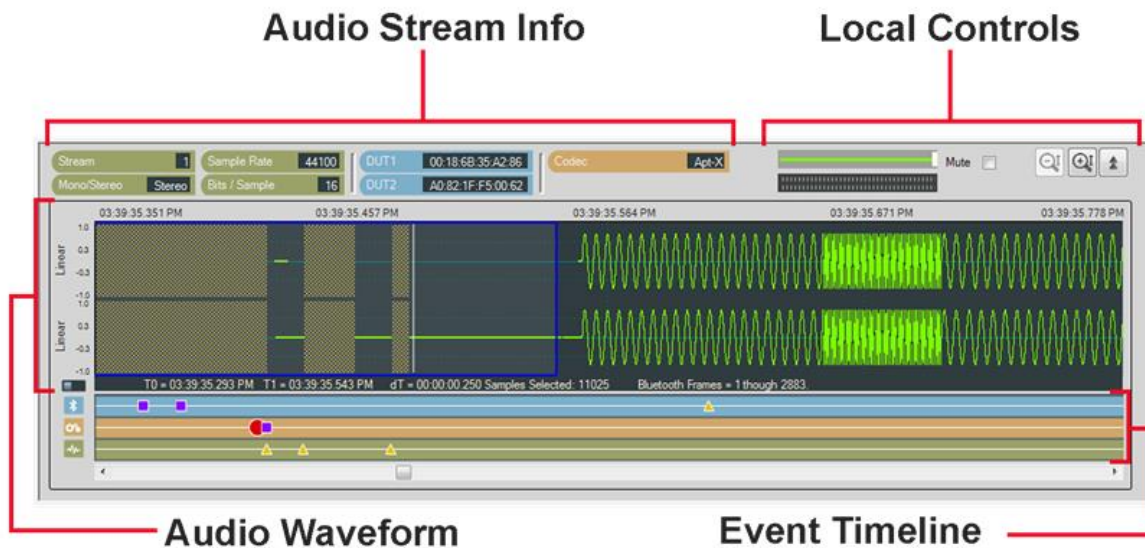 Audio Stream Info
Local Controls
Stream 1 Sample Rate 44100 DUT1 00:18:6B:35:A2:86 Codec Apt-X Mute
Mono/Stereo Stereo Bits / Sample 16 DUT2 A0:82:1F:F5:00:62
03:39:35.351 PM 03:39:35.457 PM 03:39:35.564 PM 03:39:35.671 PM 03:39:35.778 PM
Linear
1.0
0.3
-0.3
-1.0
Linear
1.0
0.3
-0.3
-1.0
T0 = 03:39:35.293 PM T1 = 03:39:35.543 PM dT = 00:00:00.250 Samples Selected: 11025 Bluetooth Frames = 1 though 2883.
Audio Waveform
Event Timeline